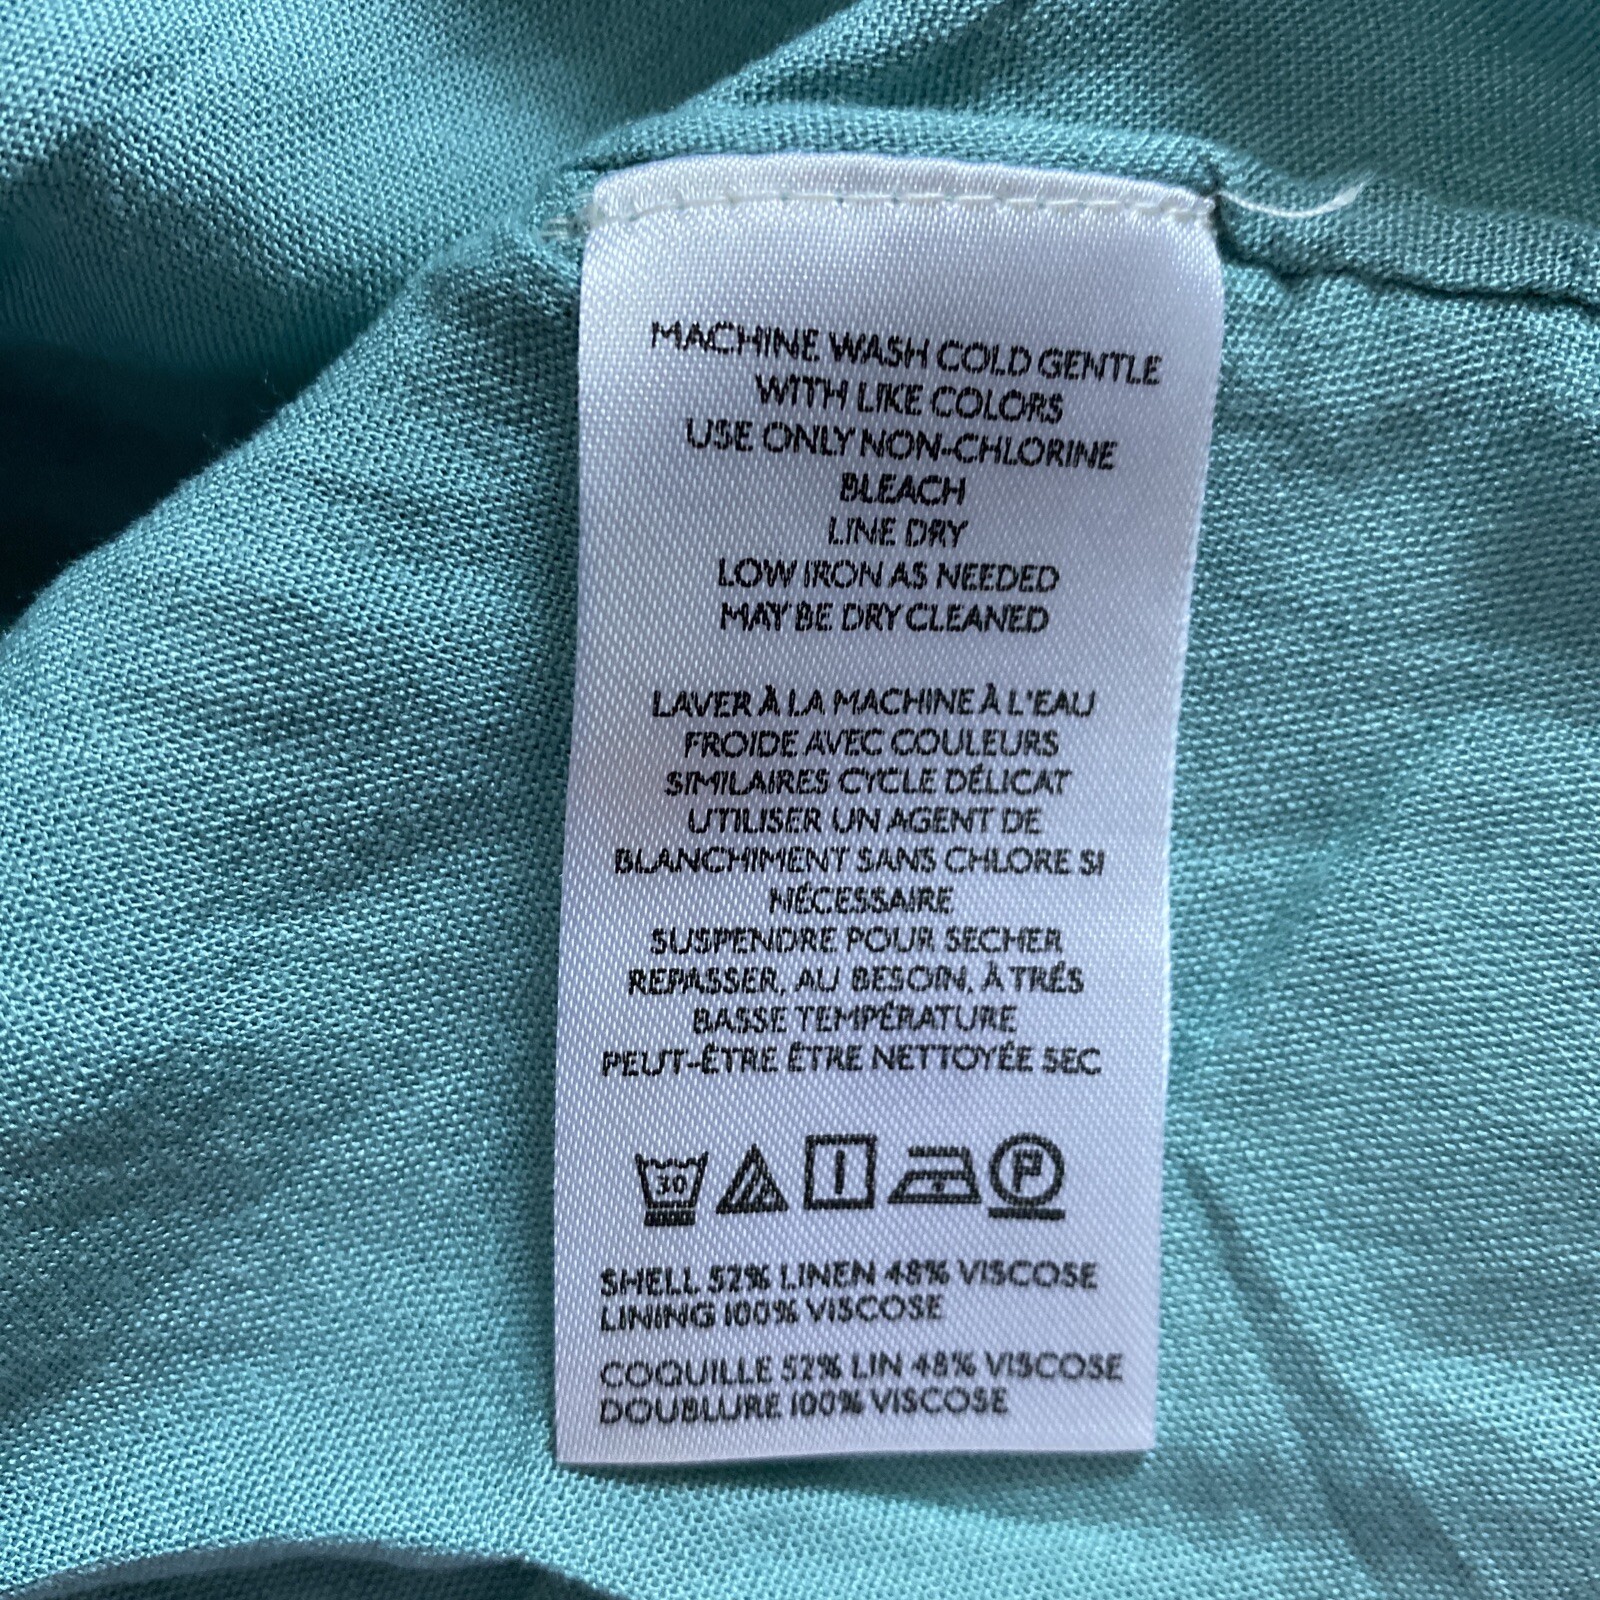 MACHINE WASH COLD GENTLE
WITH LIKE COLORS
USE ONLY NON-CHLORINE
BLEACH
LINE DRY
LOW IRON AS NEEDED
MAY BE DRY CLEANED
LAVER À LA MACHINE À L'EAU
FROIDE AVEC COULEURS
SIMILAIRES CYCLE DÉLICAT
UTILISER UN AGENT DE
BLANCHIMENT SANS CHLORE SI
NÉCESSAIRE
SUSPENDRE POUR SECHER
REPASSER, AU BESOIN, À TRÉS
BASSE TEMPÉRATURE
PEUT-ÊTRE ÊTRE NETTOYÉE SEC
30 P
SHELL 52% LINEN 48% VISCOSE
LINING 100% VISCOSE
COQUILLE 52% LIN 48% VISCOSE
DOUBLURE 100% VISCOSE